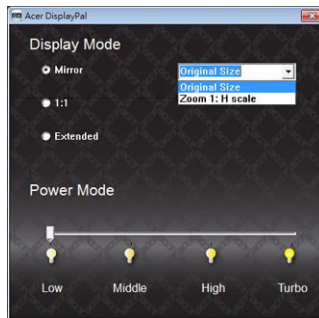 Acer DisplayPal
Display Mode
Mirror
Original Size
Original Size
Zoom 1: H scale
1:1
Extended
Power Mode
Low Middle High Turbo